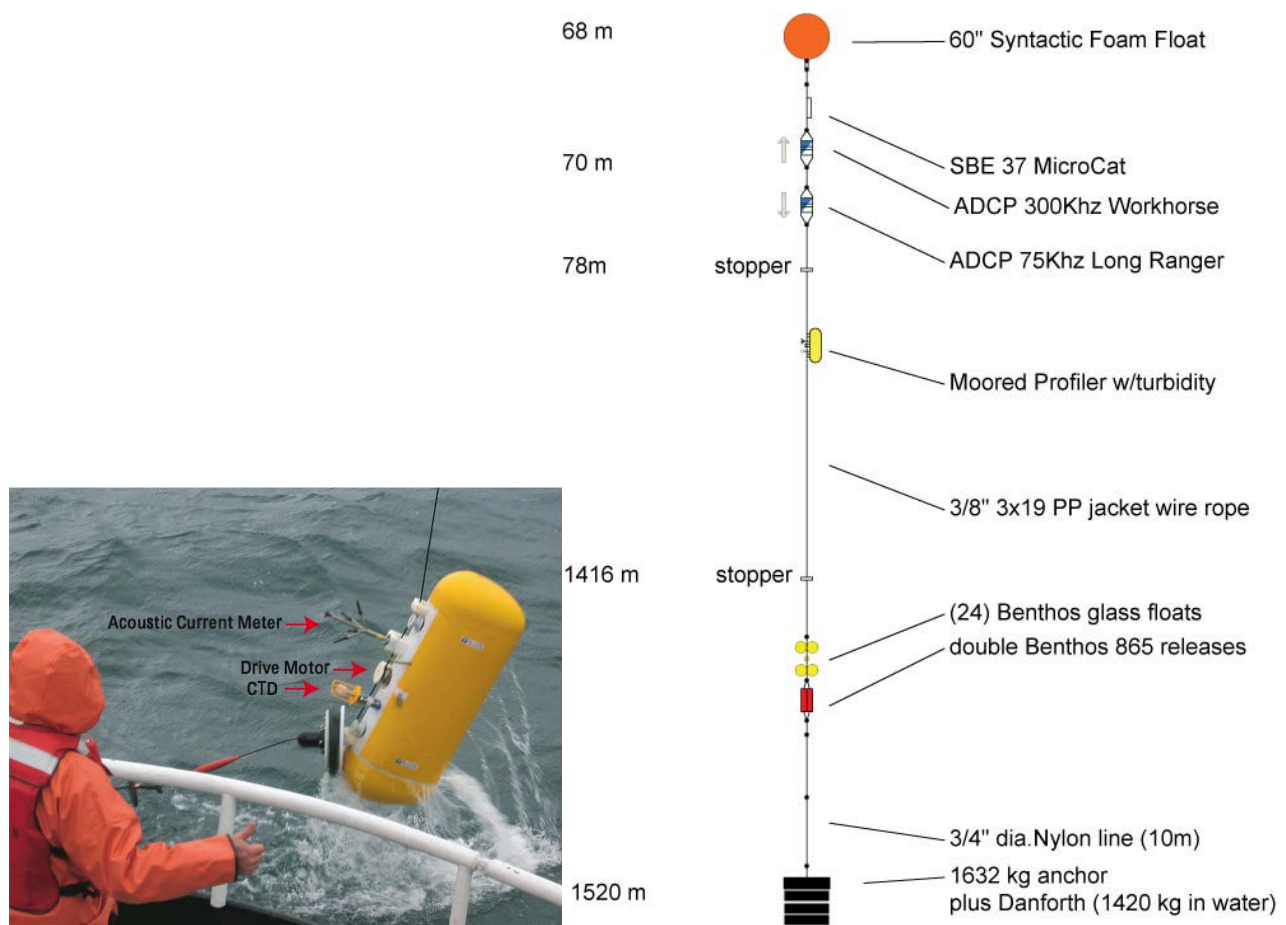 68 m
60" Syntactic Foam Float
SBE 37 MicroCat
70 m
ADCP 300Khz Workhorse
ADCP 75Khz Long Ranger
78m
stopper
Moored Profiler w/turbidity
3/8" 3x19 PP jacket wire rope
1416 m
stopper
(24) Benthos glass floats
double Benthos 865 releases
Acoustic Current Meter
Drive Motor
CTD
3/4" dia.Nylon line (10m)
1520 m
1632 kg anchor
plus Danforth (1420 kg in water)